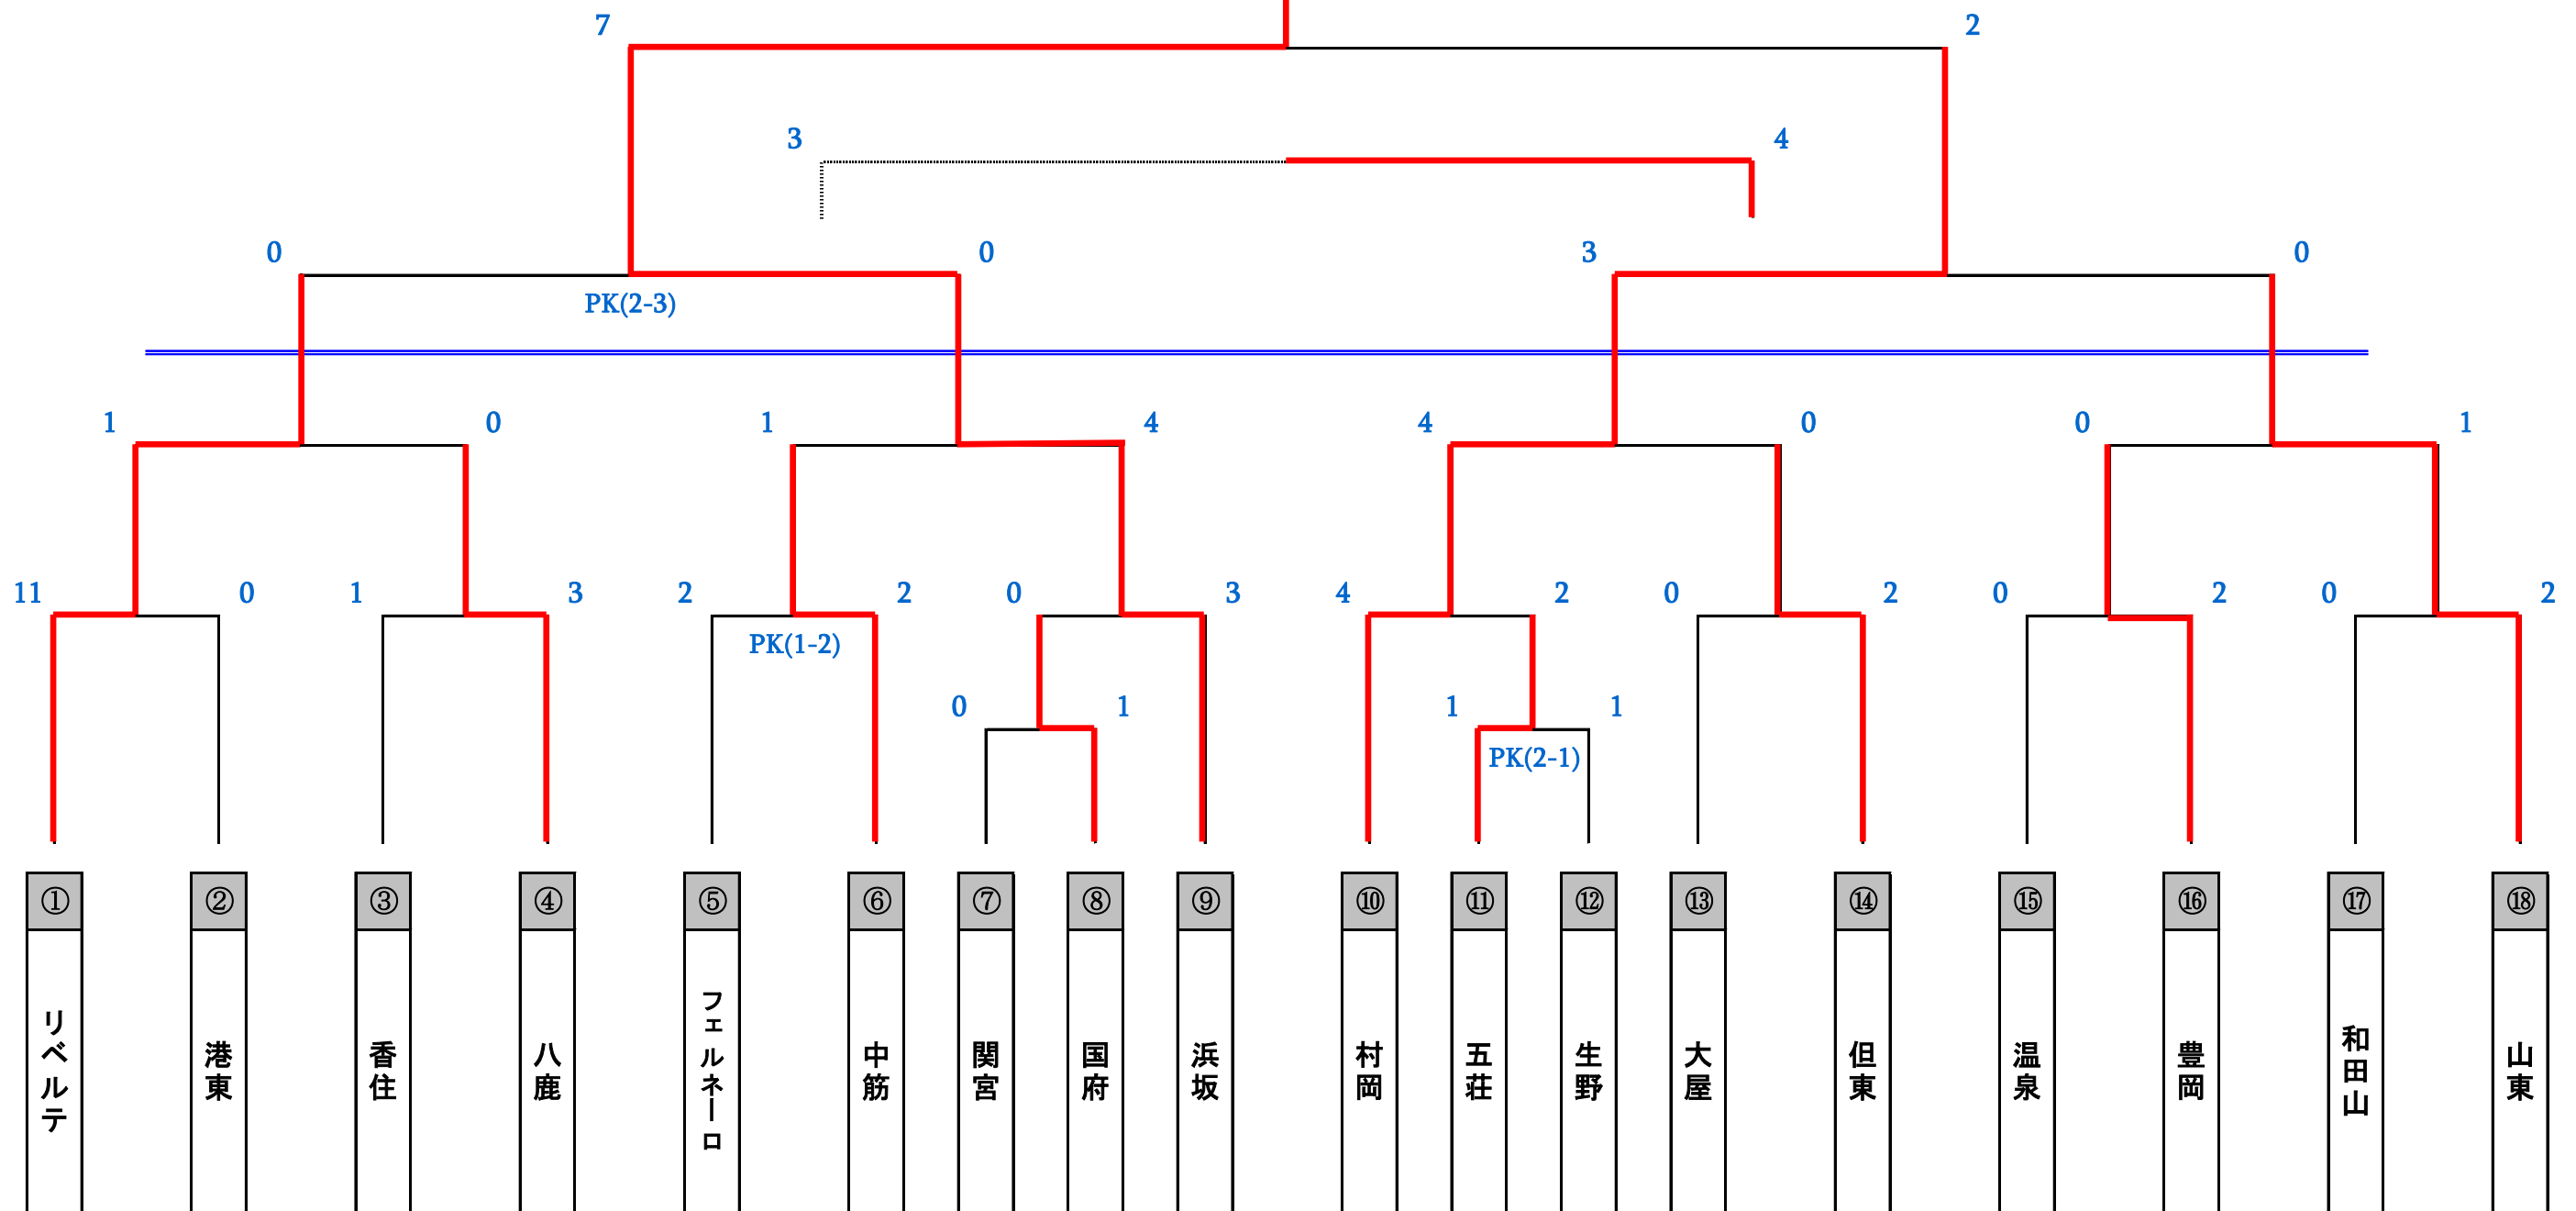 7 2
3 4
0 0 3 0
PK(2-3)
1 0 1 4 4 0 0 1
11 0 1 3 2 2 0 3 4 2 0 2 0 2 0 2
PK(1-2)
0 1 1 1
PK(2-1)
① ② ③ ④ ⑤ ⑥ ⑦ ⑧ ⑨ ⑩ ⑪ ⑫ ⑬ ⑭ ⑮ ⑯ ⑰ ⑱
リベルテ
港東
香住
八鹿
フェルネーロ
中筋
関宮
国府
浜坂
村岡
五荘
生野
大屋
但東
温泉
豊岡
和田山
山東